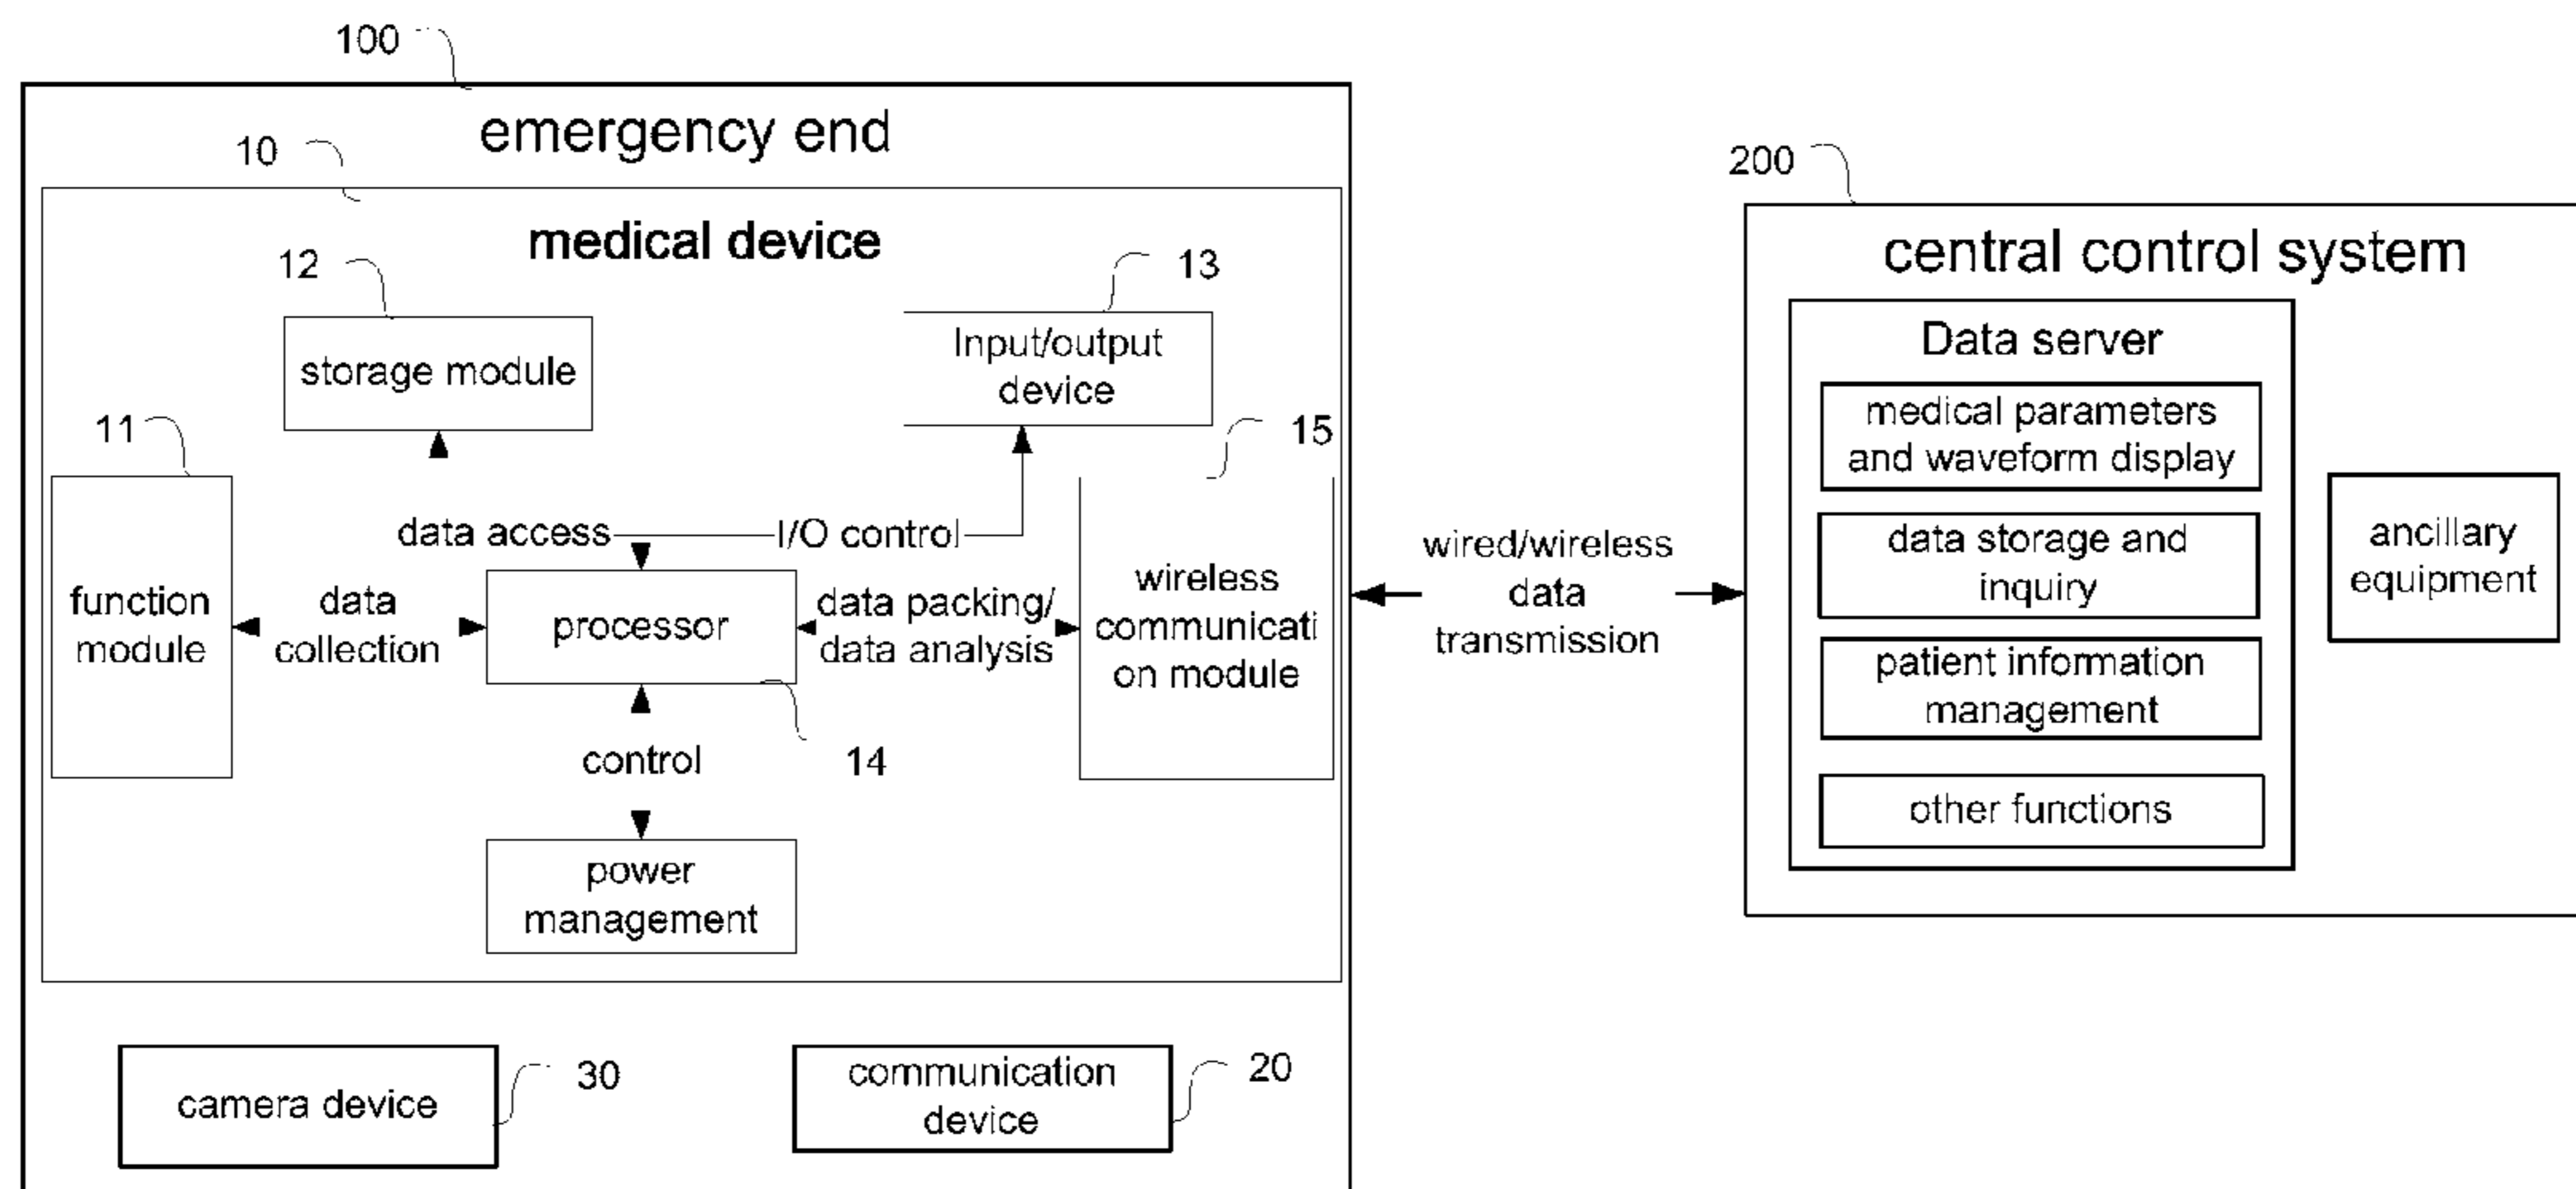 100
emergency end
10
medical device
12
storage module
13
Input/output
device
11
function
module
15
data access
I/O control
data
collection
processor
data packing/
data analysis
wireless
communicati
on module
14
control
power
management
camera device
30
communication
device
20
wired/wireless
data
transmission
200
central control system
Data server
medical parameters
and waveform display
data storage and
inquiry
patient information
management
other functions
ancillary
equipment